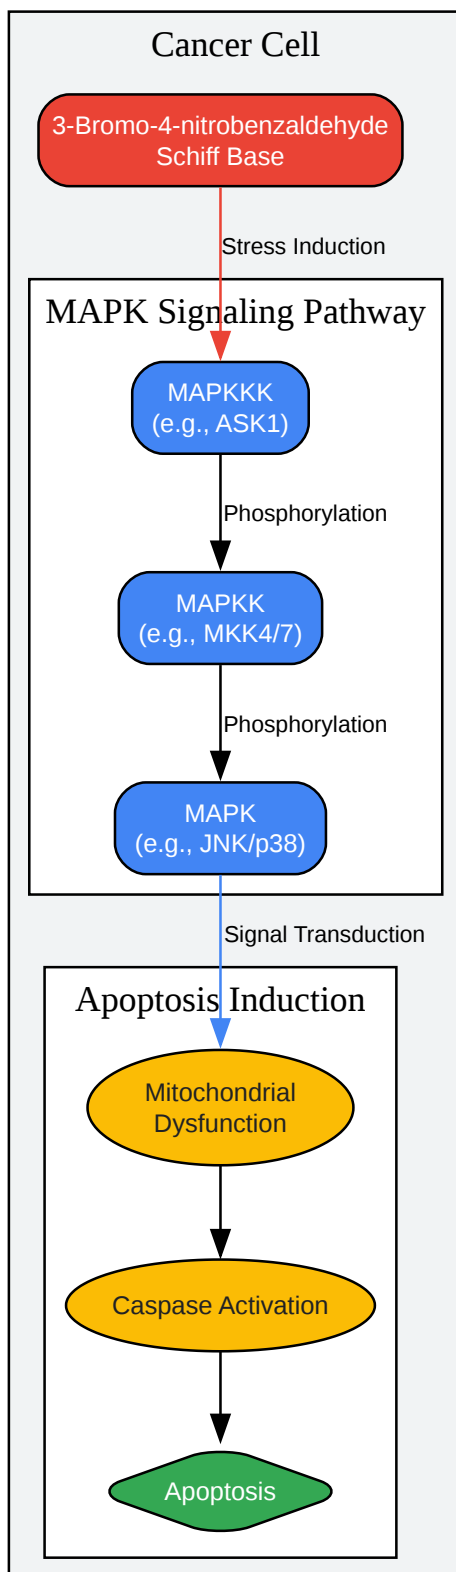 Cancer Cell
3-Bromo-4-nitrobenzaldehyde
Schiff Base
Stress Induction
MAPK Signaling Pathway
MAPKKK
(e.g., ASK1)
Phosphorylation
MAPKK
(e.g., MKK4/7)
Phosphorylation
MAPK
(e.g., JNK/p38)
Signal Transduction
Apoptosis Induction
Mitochondrial
Dysfunction
Caspase Activation
Apoptosis